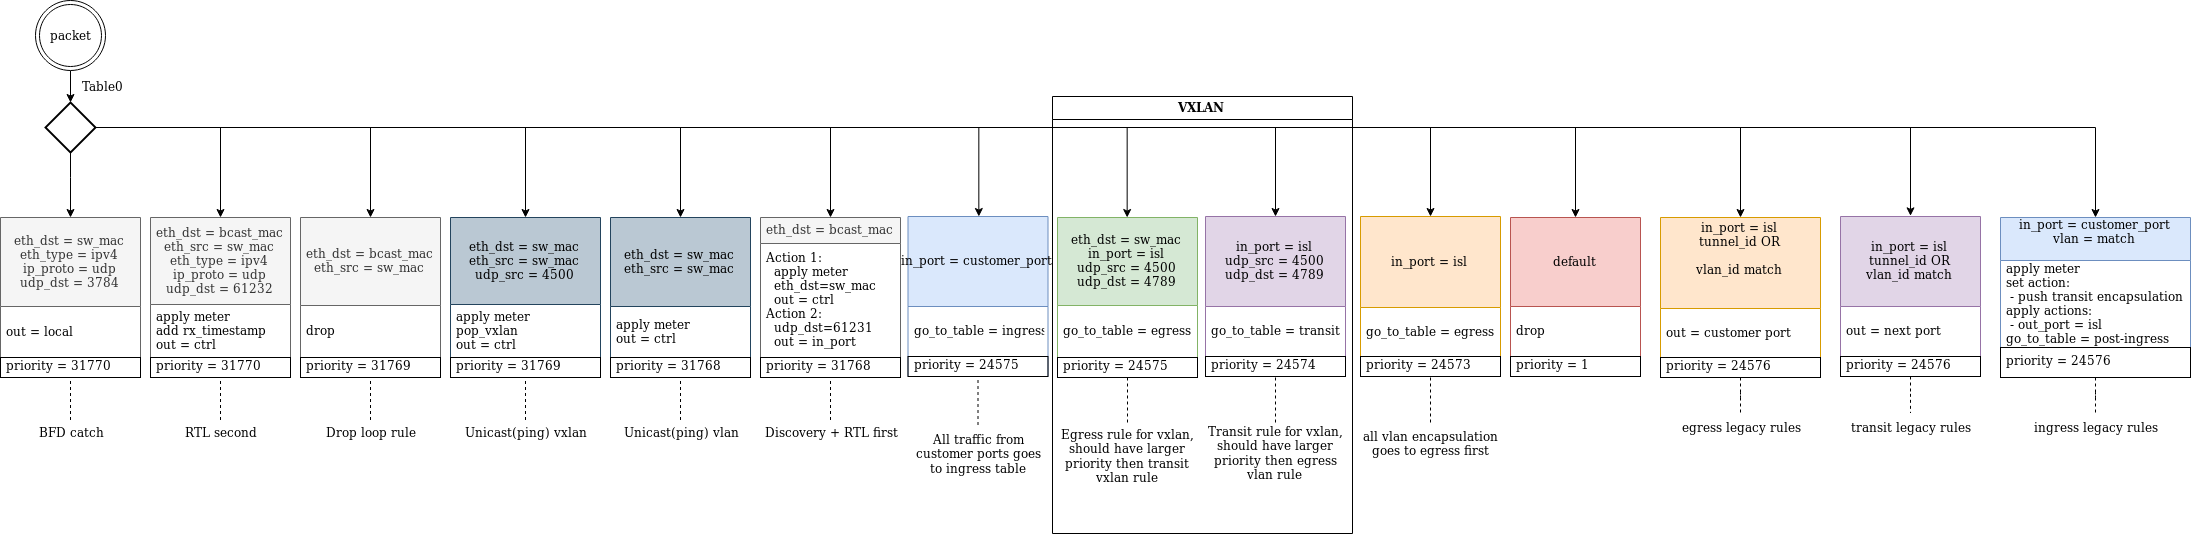 packet
Table0
VXLAN
eth_dst = sw_mac
eth_type = ipv4
ip_proto = udp
udp_dst = 3784
out = local
priority = 31770
BFD catch
eth_dst = bcast_mac
eth_src = sw_mac
eth_type = ipv4
ip_proto = udp
udp_dst = 61232
apply meter
add rx_timestamp
out = ctrl
priority = 31770
RTL second
eth_dst = bcast_mac
eth_src = sw_mac
drop
priority = 31769
Drop loop rule
eth_dst = sw_mac
eth_src = sw_mac
udp_src = 4500
apply meter
pop_vxlan
out = ctrl
priority = 31769
Unicast(ping) vxlan
eth_dst = sw_mac
eth_src = sw_mac
apply meter
out = ctrl
priority = 31768
Unicast(ping) vlan
eth_dst = bcast_mac
Action 1:
apply meter
eth_dst=sw_mac
out = ctrl
Action 2:
udp_dst=61231
out = in_port
priority = 31768
Discovery + RTL first
in_port = customer_port
go_to_table = ingress
priority = 24575
All traffic from
customer ports goes
to ingress table
eth_dst = sw_mac
in_port = isl
udp_src = 4500
udp_dst = 4789
go_to_table = egress
priority = 24575
Egress rule for vxlan,
should have larger
priority then transit
vxlan rule
in_port = isl
udp_src = 4500
udp_dst = 4789
go_to_table = transit
priority = 24574
Transit rule for vxlan,
should have larger
priority then egress
vlan rule
in_port = isl
go_to_table = egress
priority = 24573
all vlan encapsulation
goes to egress first
default
drop
priority = 1
in_port = isl
tunnel_id OR
vlan_id match
out = customer port
priority = 24576
egress legacy rules
in_port = isl
tunnel_id OR
vlan_id match
out = next port
priority = 24576
transit legacy rules
in_port = customer_port
vlan = match
apply meter
set action:
- push transit encapsulation
apply actions:
- out_port = isl
go_to_table = post-ingress
priority = 24576
ingress legacy rules